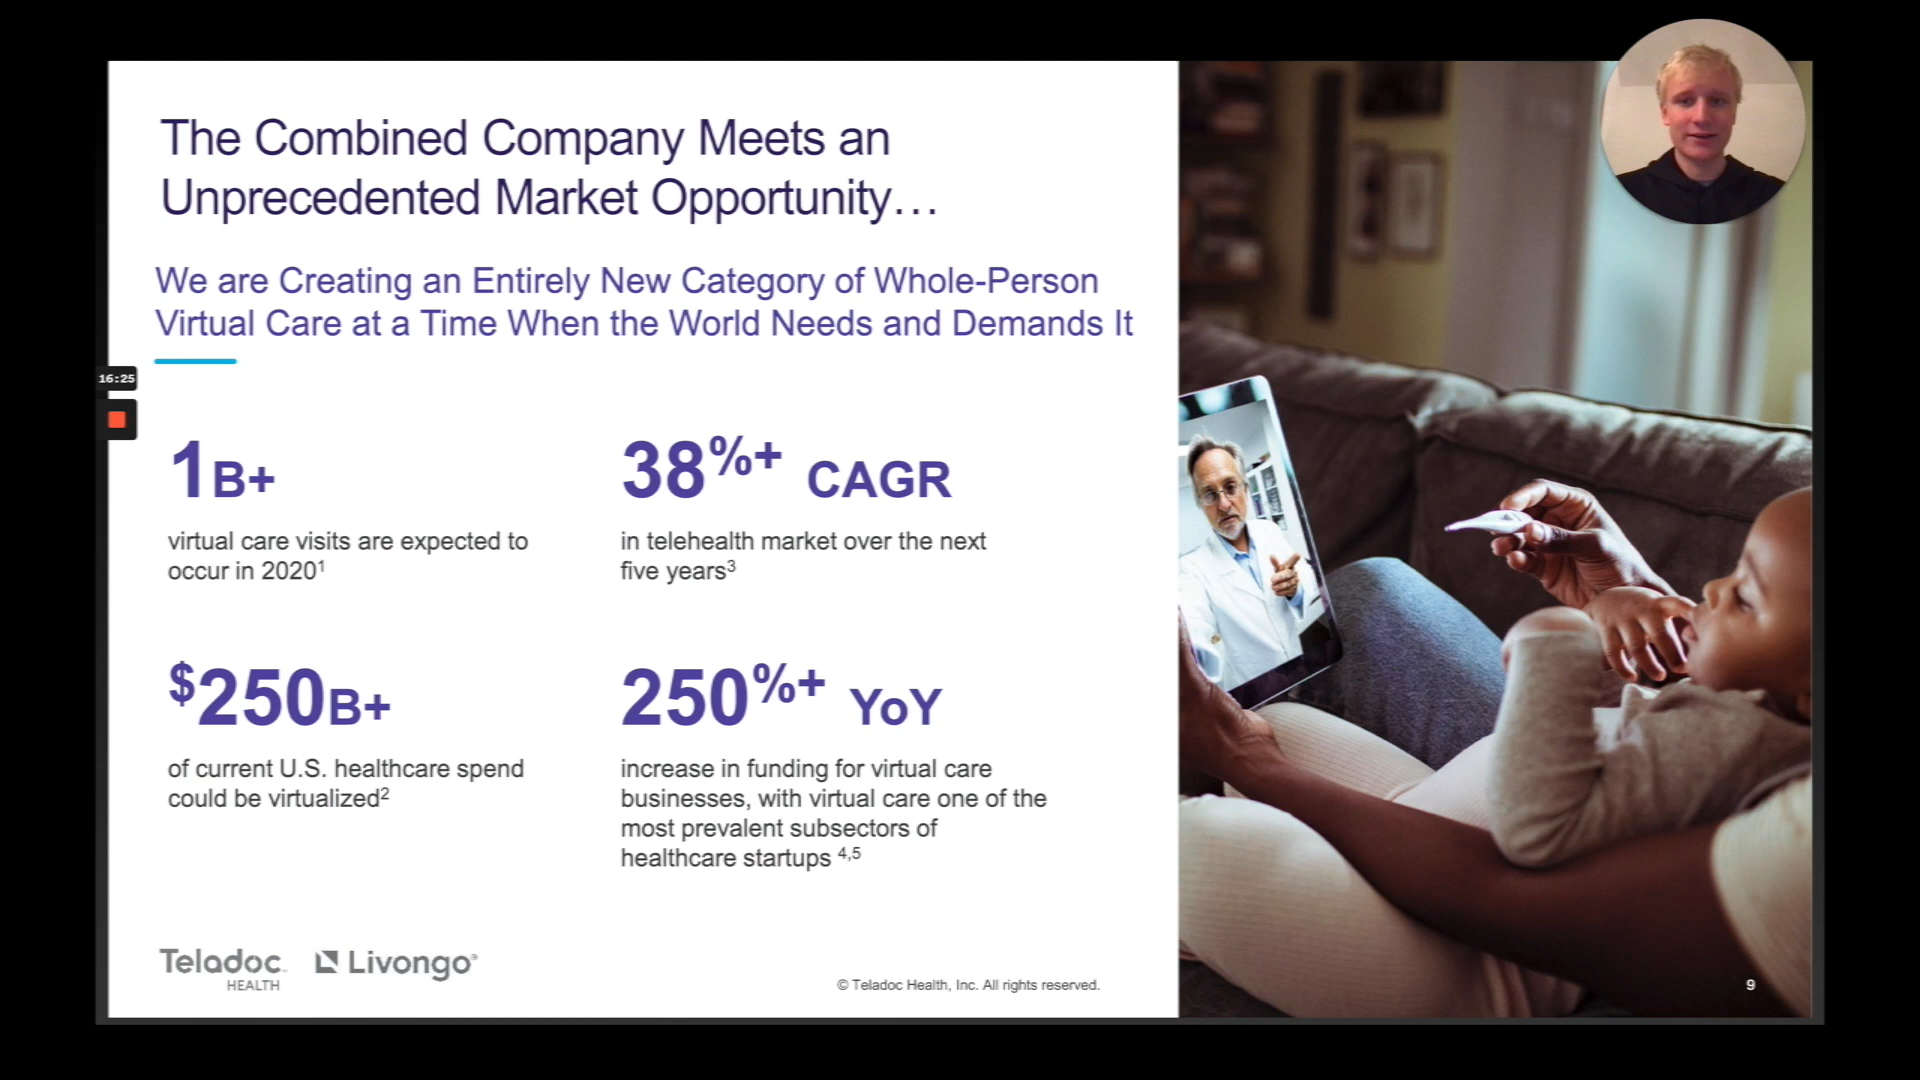 The Combined Company Meets an
Unprecedented Market Opportunity…
We are Creating an Entirely New Category of Whole-Person
Virtual Care at a Time When the World Needs and Demands It
16:25
1B+
virtual care visits are expected to
occur in 2020¹
38%+ CAGR
in telehealth market over the next
five years³
$250B+
of current U.S. healthcare spend
could be virtualized²
250%+ YoY
increase in funding for virtual care
businesses, with virtual care one of the
most prevalent subsectors of
healthcare startups ⁴,⁵
Teladoc™
HEALTH
Livongo®
© Teladoc Health, Inc. All rights reserved.
9